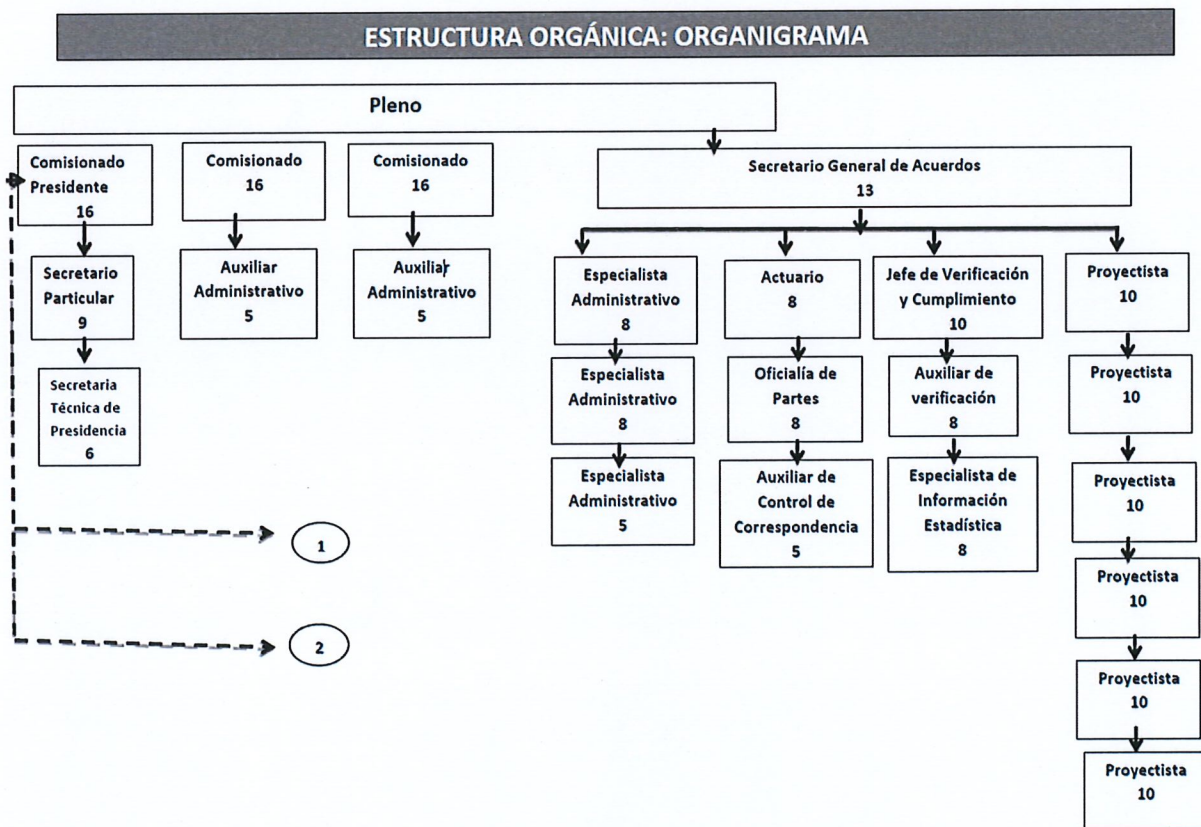 ESTRUCTURA ORGÁNICA: ORGANIGRAMA
Pleno
Comisionado
Presidente
16
Comisionado
16
Comisionado
16
Secretario General de Acuerdos
13
Secretario
Particular
9
Auxiliar
Administrativo
5
Auxiliar
Administrativo
5
Especialista
Administrativo
8
Actuario
8
Jefe de Verificación
y Cumplimiento
10
Proyectista
10
Secretaria
Técnica de
Presidencia
6
Especialista
Administrativo
8
Oficialía de
Partes
8
Auxiliar de
verificación
8
Proyectista
10
Especialista
Administrativo
5
Auxiliar de
Control de
Correspondencia
5
Especialista de
Información
Estadística
8
Proyectista
10
1
Proyectista
10
2
Proyectista
10
Proyectista
10